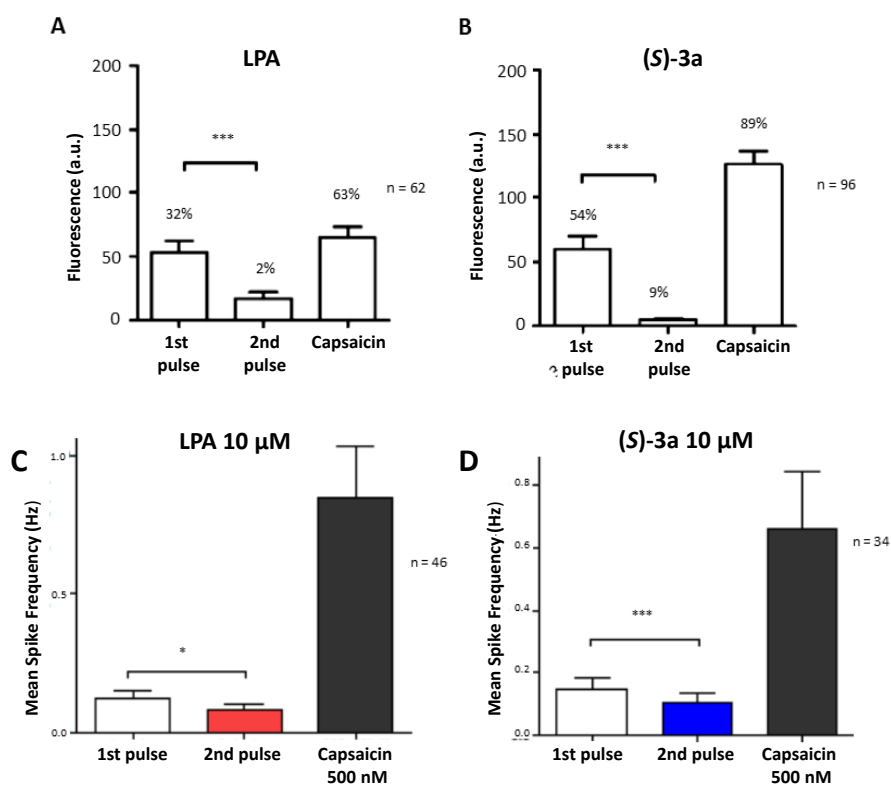 A
LPA
Fluorescence (a.u.)
200
150
100
50
0
32%
***
2%
63%
n = 62
1st
pulse
2nd
pulse
Capsaicin
B
(S)-3a
Fluorescence (a.u.)
200
150
100
50
0
54%
***
9%
89%
n = 96
1st
pulse
2nd
pulse
Capsaicin
C
LPA 10 µM
Mean Spike Frequency (Hz)
1.0
0.5
0.0
*
n = 46
1st pulse
2nd pulse
Capsaicin
500 nM
D
(S)-3a 10 µM
Mean Spike Frequency (Hz)
0.8
0.6
0.4
0.2
0.0
***
n = 34
1st pulse
2nd pulse
Capsaicin
500 nM